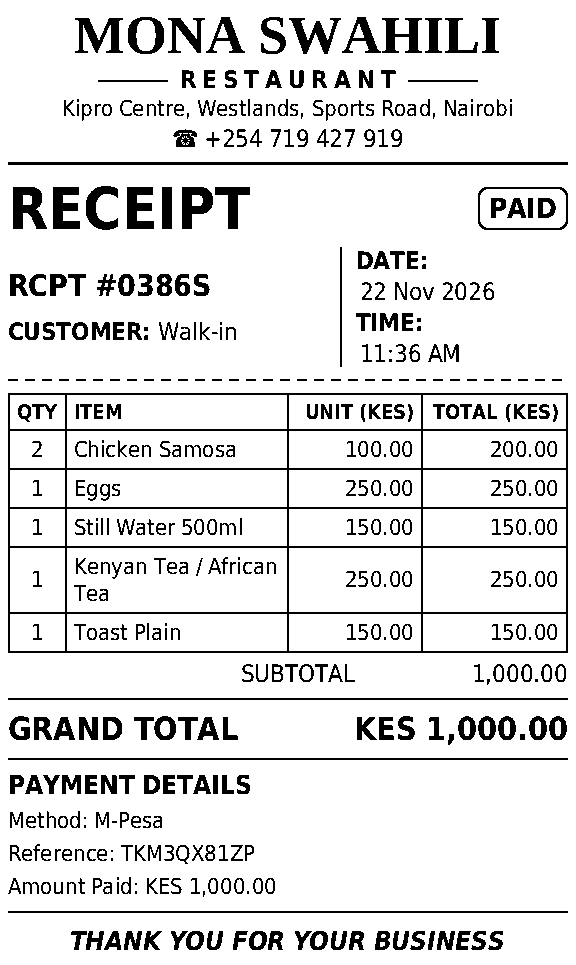 MONA SWAHILI
RESTAURANT
Kipro Centre, Westlands, Sports Road, Nairobi
☎ +254 719 427 919
RECEIPT
PAID
RCPT #0386S
CUSTOMER: Walk-in
DATE:
22 Nov 2026
TIME:
11:36 AM
QTY ITEM UNIT (KES) TOTAL (KES)
2 Chicken Samosa 100.00 200.00
1 Eggs 250.00 250.00
1 Still Water 500ml 150.00 150.00
1 Kenyan Tea / African 250.00 250.00
Tea
1 Toast Plain 150.00 150.00
SUBTOTAL 1,000.00
GRAND TOTAL KES 1,000.00
PAYMENT DETAILS
Method: M-Pesa
Reference: TKM3QX81ZP
Amount Paid: KES 1,000.00
THANK YOU FOR YOUR BUSINESS